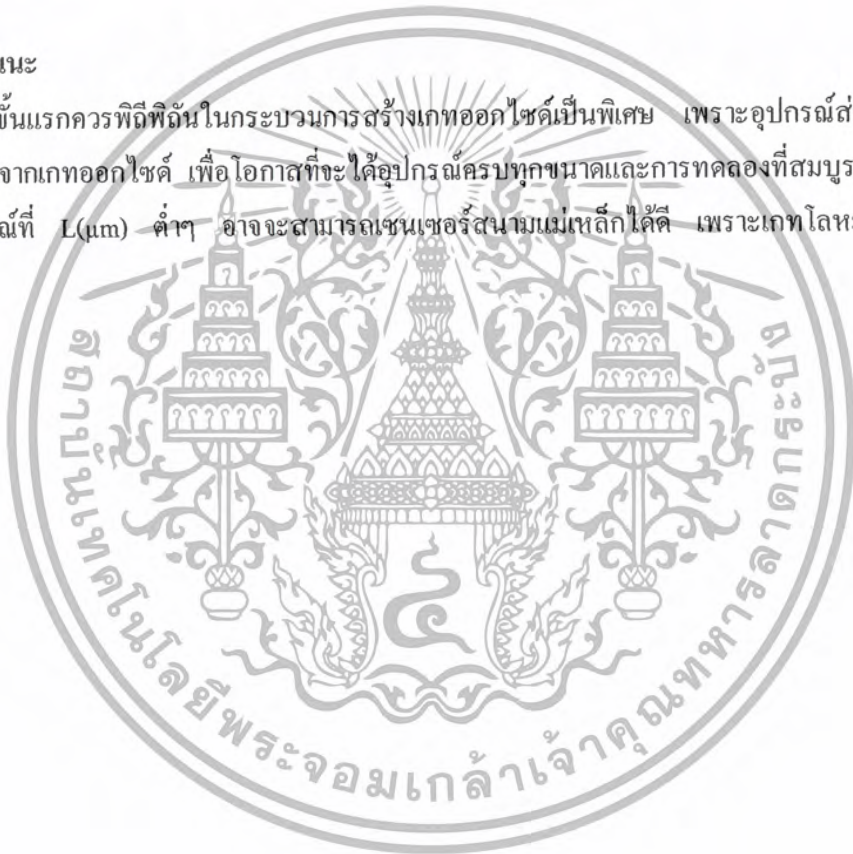 นะ
ขั้นแรกควรพิถีพิถันในกระบวนการสร้างเกทออกไซด์เป็นพิเศษ เพราะอุปกรณ์ส่
จากเกทออกไซด์ เพื่อโอกาสที่จะได้อุปกรณ์ครบทุกขนาดและการทดลองที่สมบูร
ณ์ที่ L(μm) ต่ำๆ อาจจะสามารถเซนเซอร์สนามแม่เหล็กได้ดี เพราะเกทโลหะ
สถาบันเทคโนโลยีพระจอมเกล้าเจ้าคุณทหารลาดกระบัง
๔